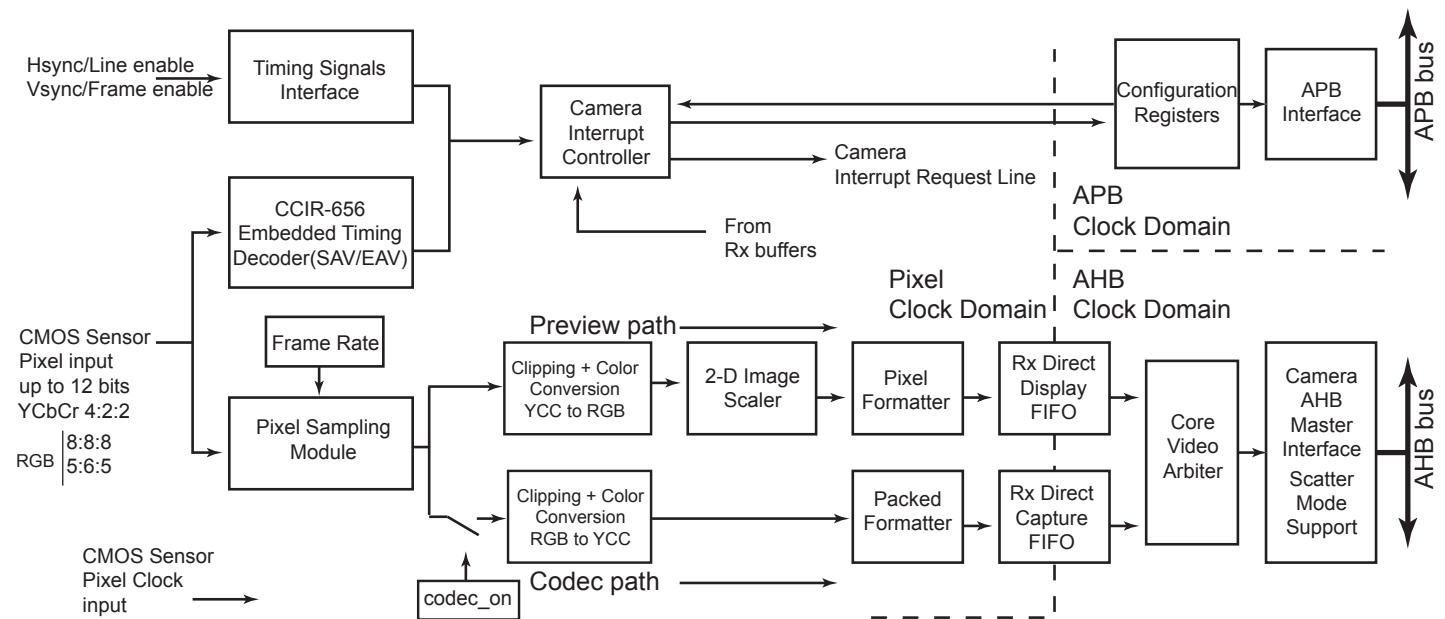 Hsync/Line enable
Vsync/Frame enable
Timing Signals
Interface
Camera
Interrupt
Controller
Configuration
Registers
APB
Interface
APB bus
Camera
Interrupt Request Line
APB
Clock Domain
CCIR-656
Embedded Timing
Decoder(SAV/EAV)
From
Rx buffers
Pixel
Clock Domain
AHB
Clock Domain
CMOS Sensor
Pixel input
up to 12 bits
YCbCr 4:2:2
RGB
8:8:8
5:6:5
Frame Rate
Pixel Sampling
Module
Preview path
Clipping + Color
Conversion
YCC to RGB
2-D Image
Scaler
Pixel
Formatter
Rx Direct
Display
FIFO
Core
Video
Arbiter
Camera
AHB
Master
Interface
Scatter
Mode
Support
AHB bus
Clipping + Color
Conversion
RGB to YCC
Packed
Formatter
Rx Direct
Capture
FIFO
Codec path
codec_on
CMOS Sensor
Pixel Clock
input